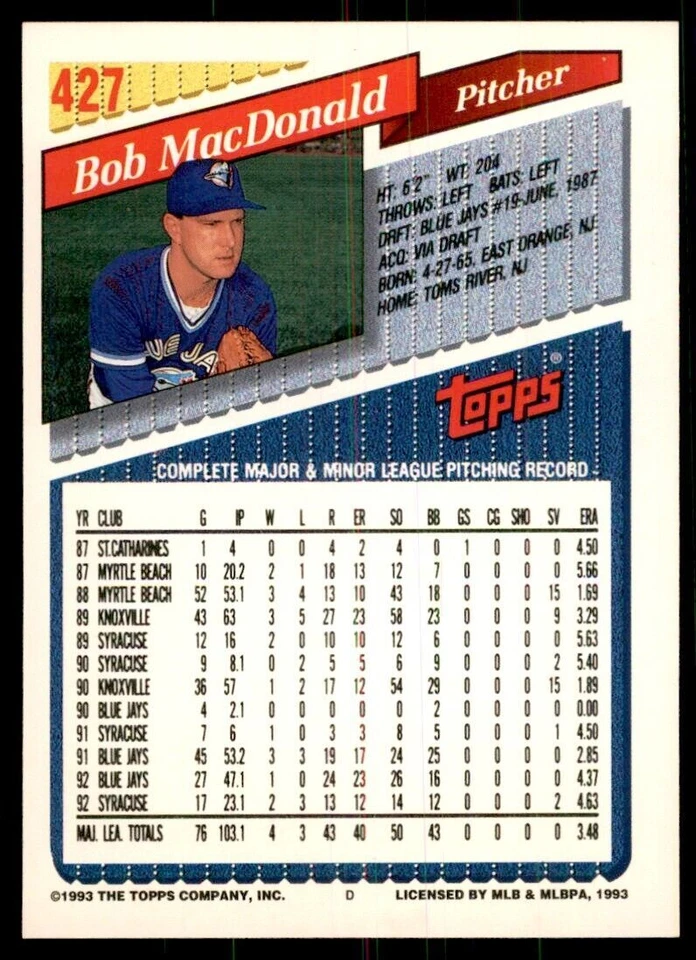 427
Bob MacDonald
Pitcher
HT: 6'2" WT: 204
THROWS: LEFT BATS: LEFT
DRFT: BLUE JAYS #19-JUNE, 1987
ACQ: VIA DRAFT
BORN: 4-27-65, EAST ORANGE, NJ
HOME: TOMS RIVER, NJ
UE JA
topps®
COMPLETE MAJOR & MINOR LEAGUE PITCHING RECORD
YR CLUB G IP W L R ER SO BB GS CG SHO SV ERA
87 ST.CATHARINES 1 4 0 0 4 2 4 0 1 0 0 0 4.50
87 MYRTLE BEACH 10 20.2 2 1 18 13 12 7 0 0 0 0 5.66
88 MYRTLE BEACH 52 53.1 3 4 13 10 43 18 0 0 0 15 1.69
89 KNOXVILLE 43 63 3 5 27 23 58 23 0 0 0 9 3.29
89 SYRACUSE 12 16 2 0 10 10 12 6 0 0 0 0 5.63
90 SYRACUSE 9 8.1 0 2 5 5 6 9 0 0 0 2 5.40
90 KNOXVILLE 36 57 1 2 17 12 54 29 0 0 0 15 1.89
90 BLUE JAYS 4 2.1 0 0 0 0 0 2 0 0 0 0 0.00
91 SYRACUSE 7 6 1 0 3 3 8 5 0 0 0 1 4.50
91 BLUE JAYS 45 53.2 3 3 19 17 24 25 0 0 0 0 2.85
92 BLUE JAYS 27 47.1 1 0 24 23 26 16 0 0 0 0 4.37
92 SYRACUSE 17 23.1 2 3 13 12 14 12 0 0 0 2 4.63
MAJ. LEA. TOTALS 76 103.1 4 3 43 40 50 43 0 0 0 0 3.48
©1993 THE TOPPS COMPANY, INC. D LICENSED BY MLB & MLBPA, 1993